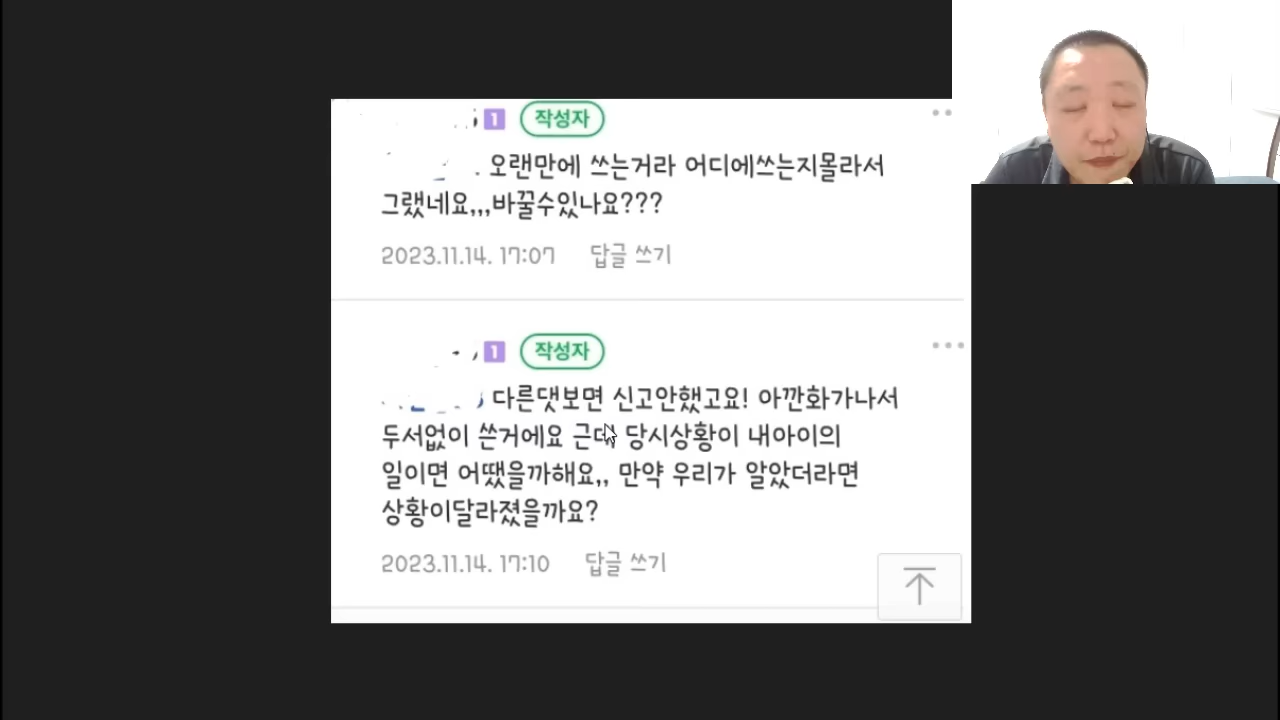 1 작성자
. 오랜만에 쓰는거라 어디에쓰는지몰라서
그랬네요,,,바꿀수있나요???
2023.11.14. 17:07 답글 쓰기
1 작성자
다른댓보면 신고안했고요! 아깐화가나서
두서없이 쓴거에요 근데 당시상황이 내아이의
일이면 어땠을까해요,, 만약 우리가 알았더라면
상황이달라졌을까요?
2023.11.14. 17:10 답글 쓰기